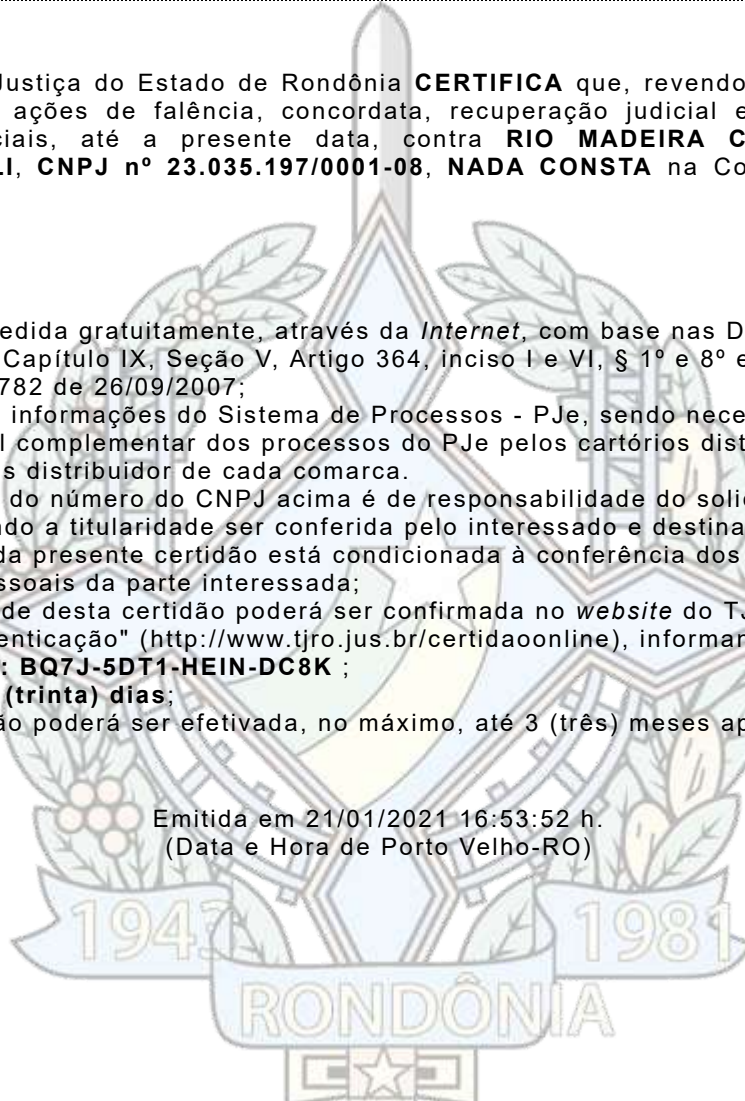 Justiça do Estado de Rondônia CERTIFICA que, revendo
ações de falência, concordata, recuperação judicial e
ciais, até a presente data, contra RIO MADEIRA C
LI, CNPJ nº 23.035.197/0001-08, NADA CONSTA na Co
edida gratuitamente, através da Internet, com base nas D
Capítulo IX, Seção V, Artigo 364, inciso I e VI, § 1º e 8º e
782 de 26/09/2007;
informações do Sistema de Processos - PJe, sendo nece
l complementar dos processos do PJe pelos cartórios dist
s distribuidor de cada comarca.
do número do CNPJ acima é de responsabilidade do solic
ndo a titularidade ser conferida pelo interessado e destina
da presente certidão está condicionada à conferência dos
ssoais da parte interessada;
de desta certidão poderá ser confirmada no website do TJ
enticação" (http://www.tjro.jus.br/certidaoonline), informan
: BQ7J-5DT1-HEIN-DC8K ;
(trinta) dias;
ão poderá ser efetivada, no máximo, até 3 (três) meses ap
Emitida em 21/01/2021 16:53:52 h.
(Data e Hora de Porto Velho-RO)
1943 1981
RONDÔNIA